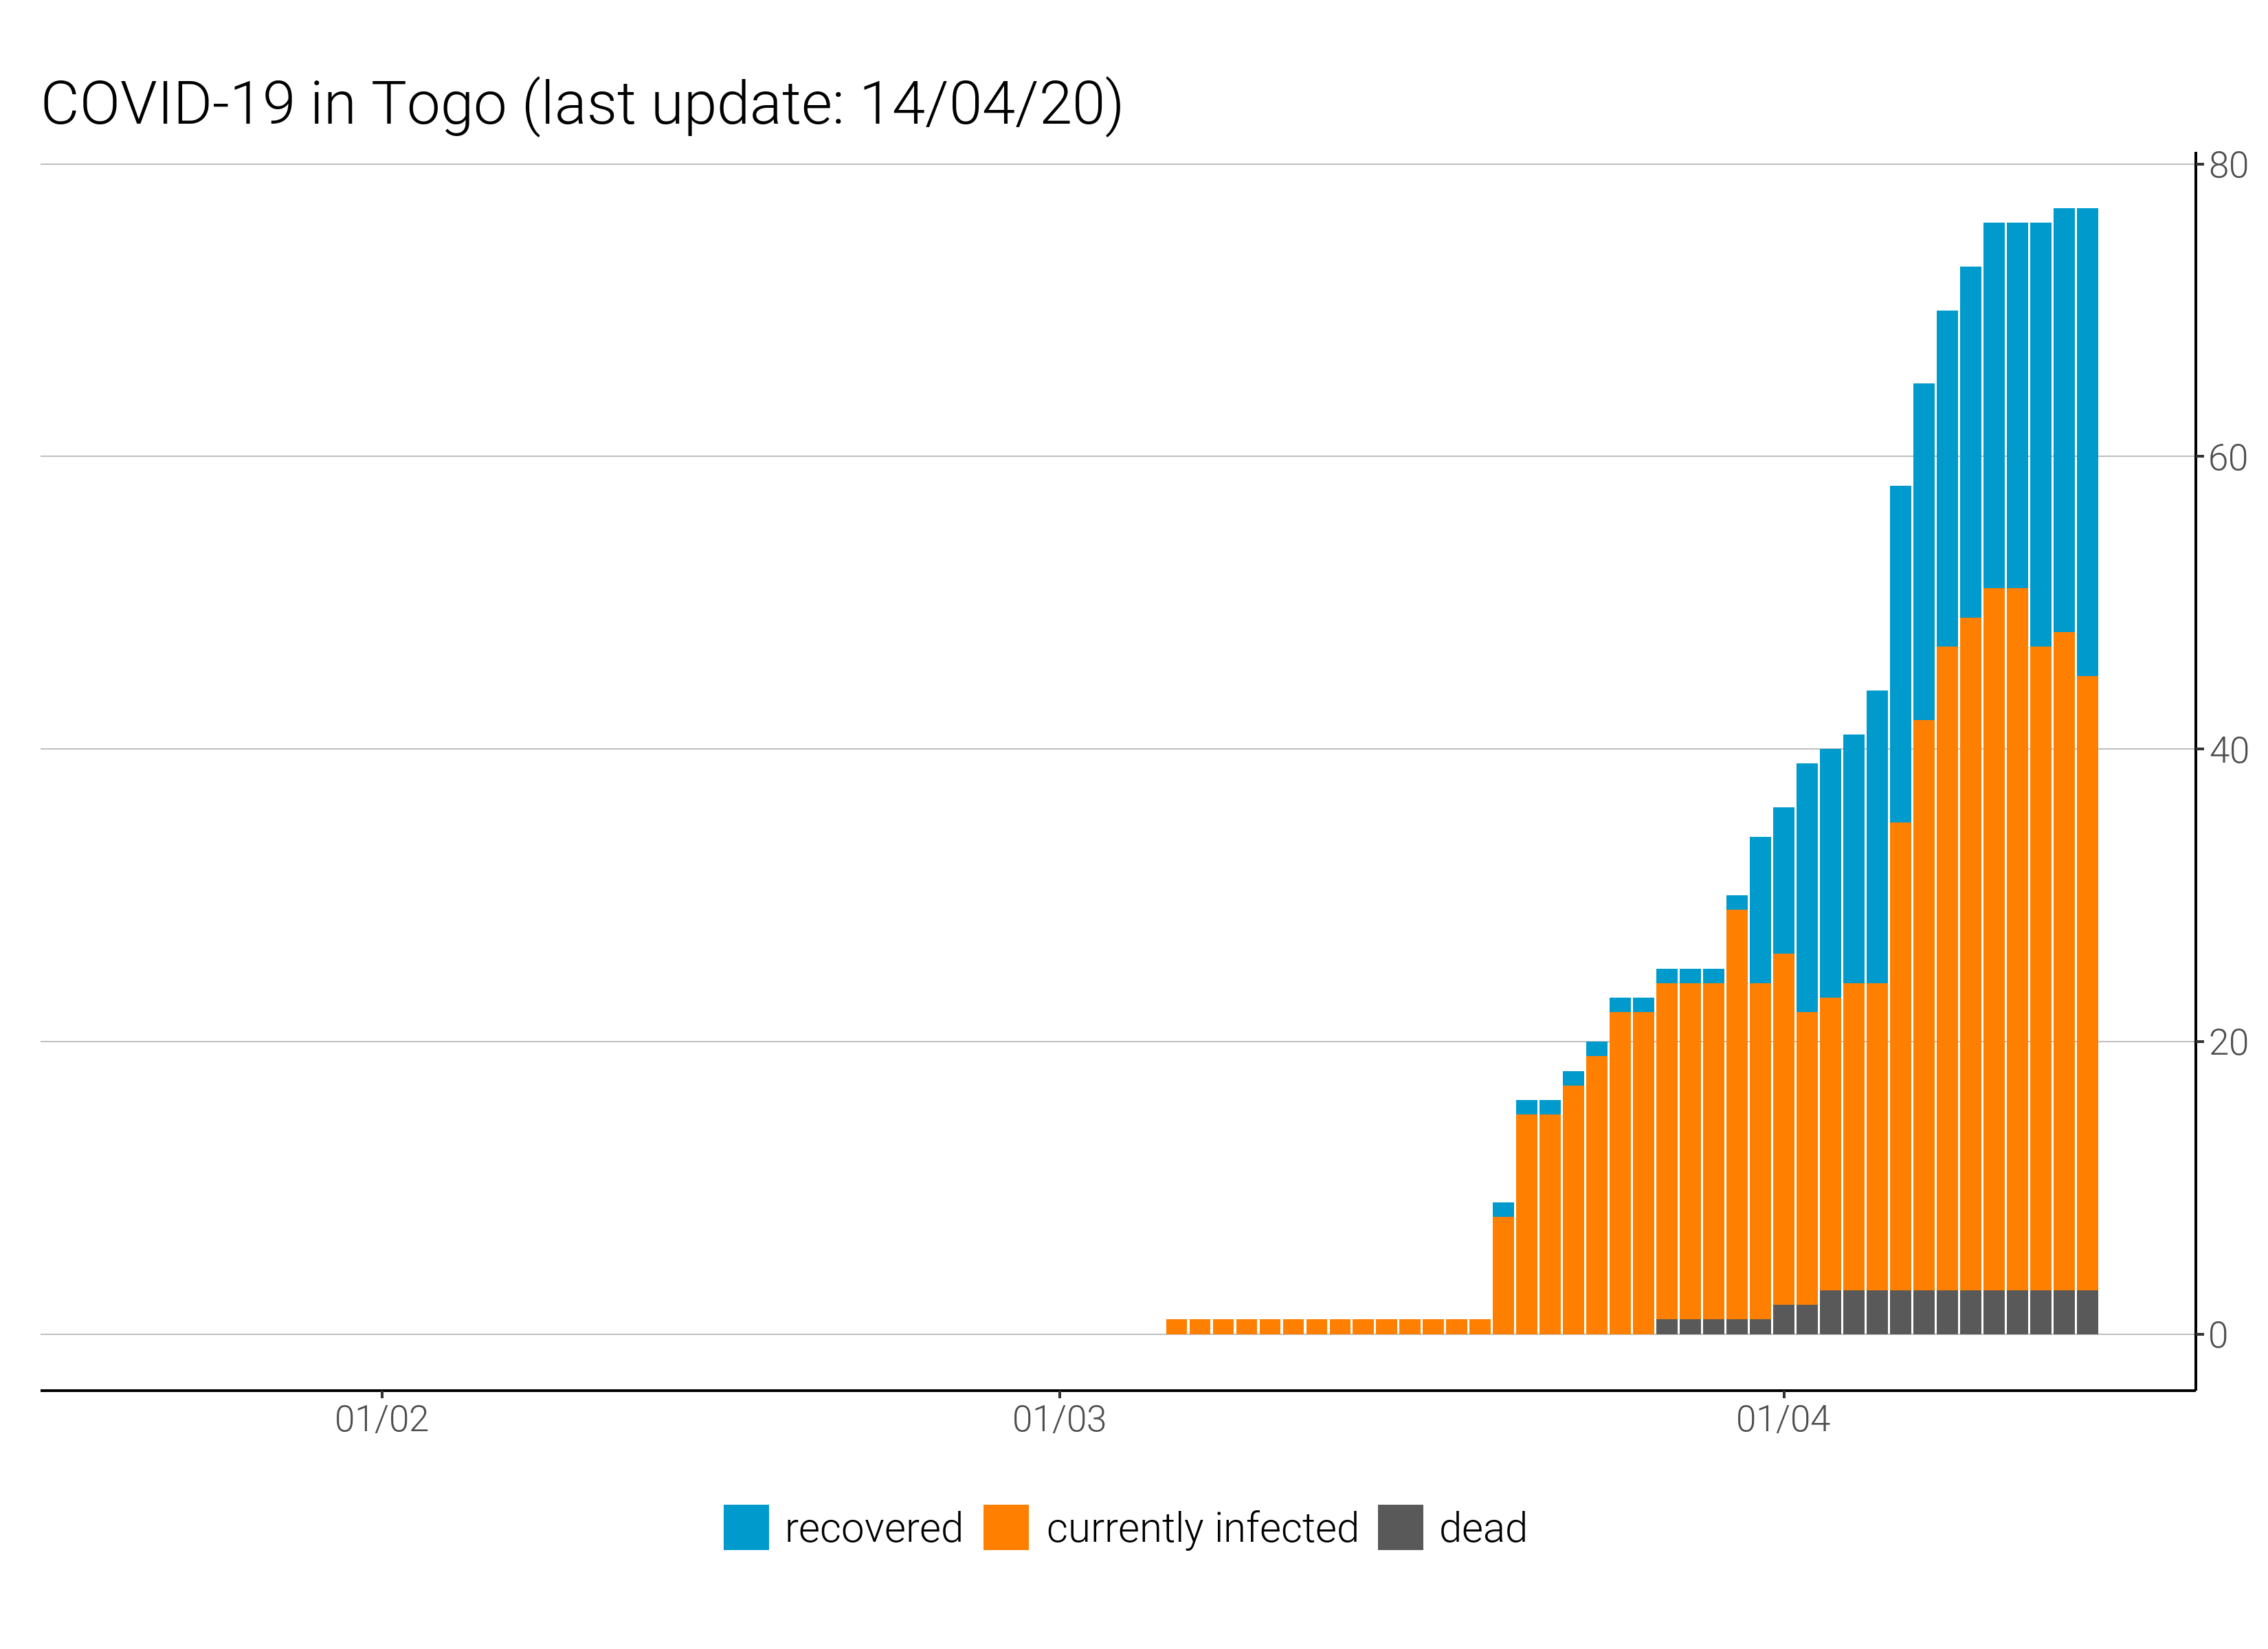 COVID-19 in Togo (last update: 14/04/20)
80
60
40
20
0
01/02 01/03 01/04
recovered currently infected dead